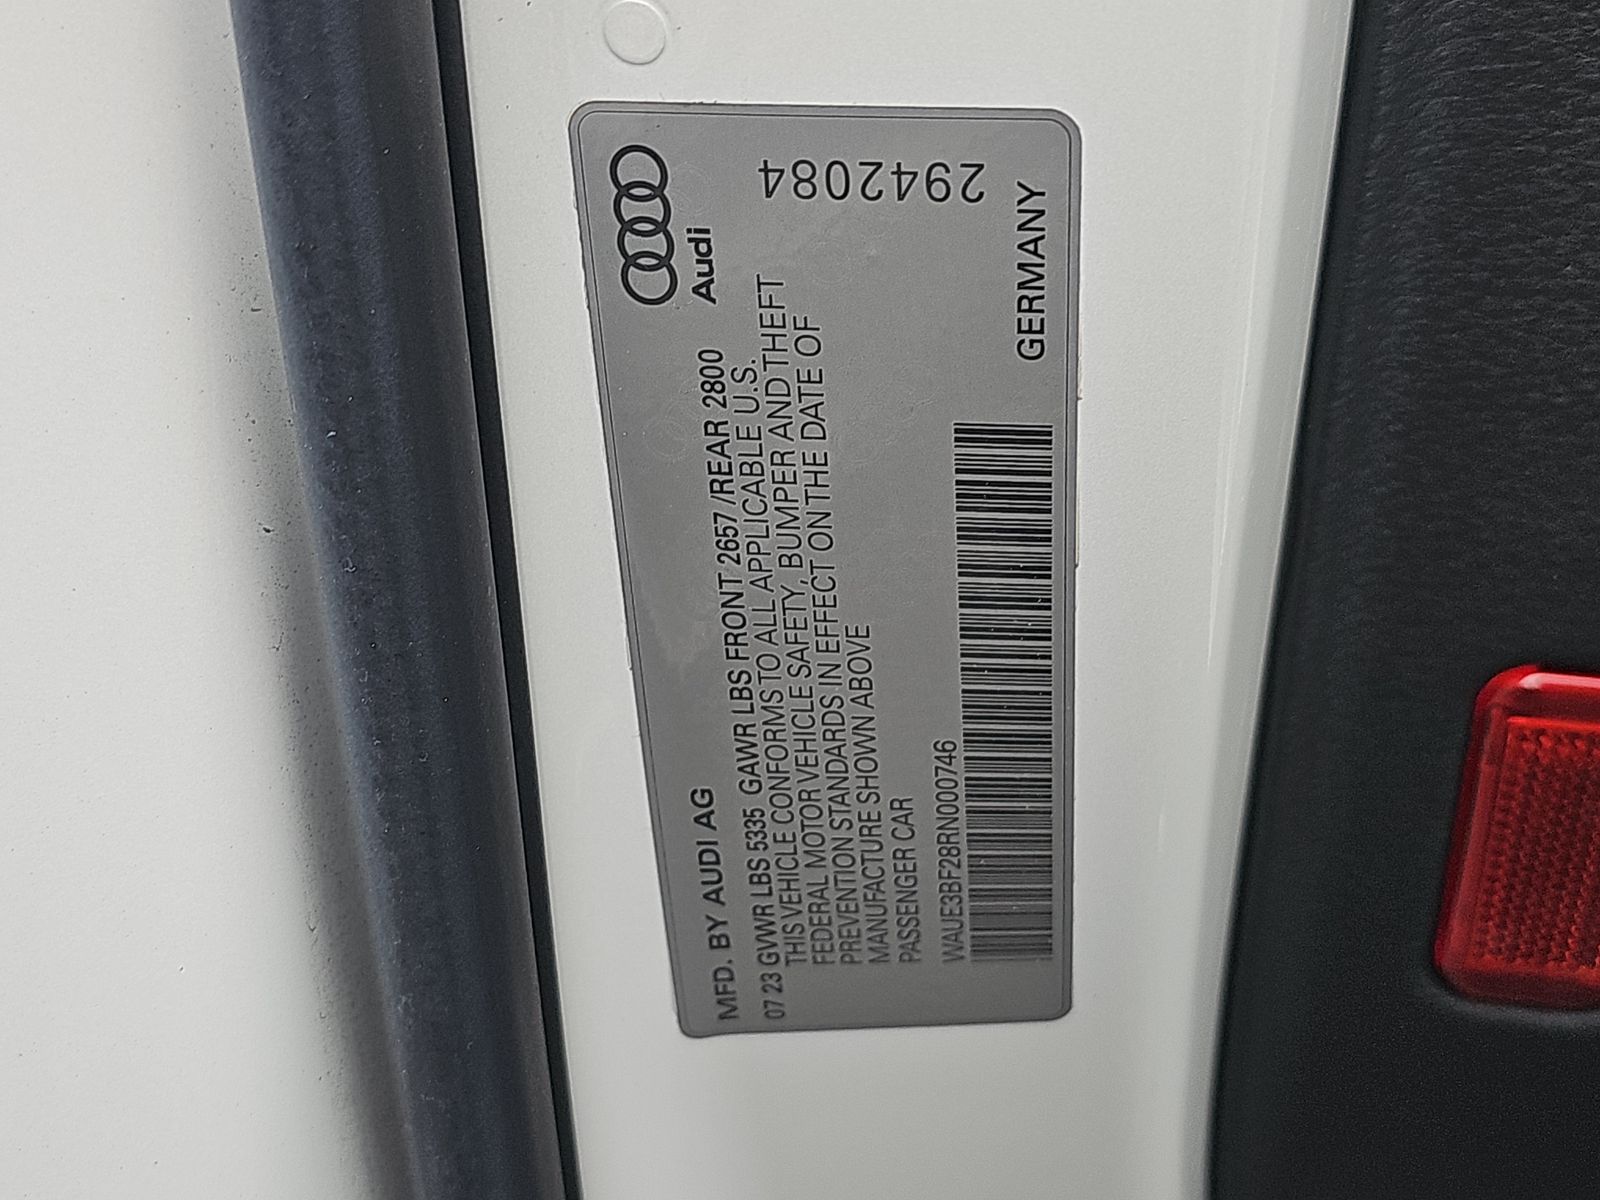 Audi
MFD. BY AUDI AG
07 23 GVWR LBS 5335 GAWR LBS FRONT 2657 /REAR 2800
THIS VEHICLE CONFORMS TO ALL APPLICABLE U.S.
FEDERAL MOTOR VEHICLE SAFETY, BUMPER AND THEFT
PREVENTION STANDARDS IN EFFECT ON THE DATE OF
MANUFACTURE SHOWN ABOVE
PASSENGER CAR
WAUE3BF28RN000746
GERMANY
2942084